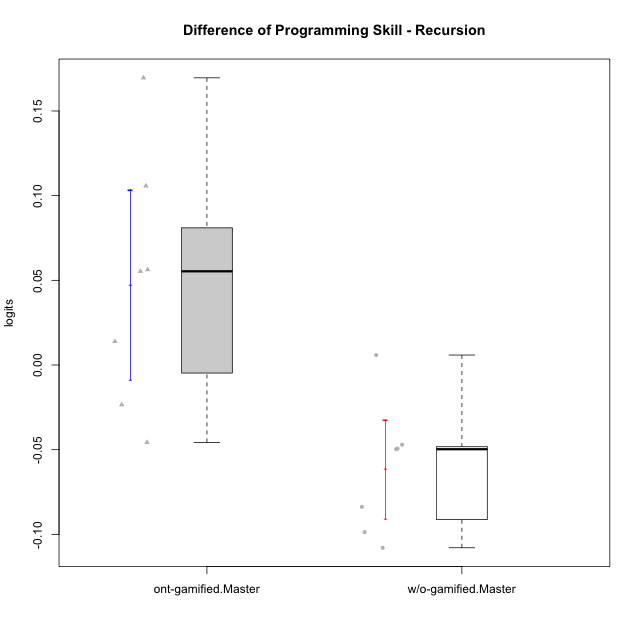 Difference of Programming Skill - Recursion
logits
0.15
0.10
0.05
0.00
-0.05
-0.10
ont-gamified.Master w/o-gamified.Master